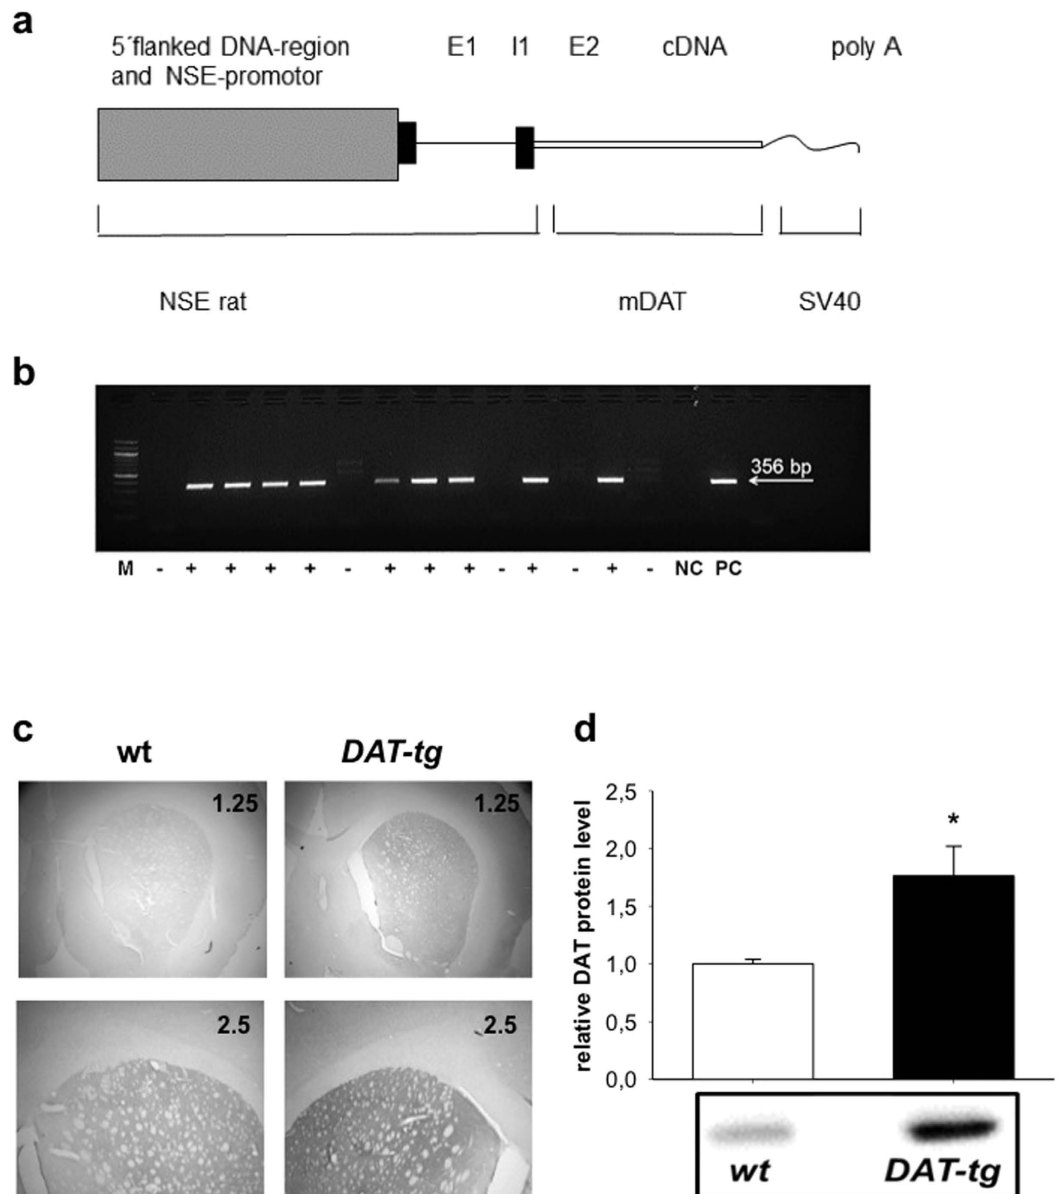 a
5´flanked DNA-region
and NSE-promotor
E1 I1 E2 cDNA poly A
NSE rat mDAT SV40
b
356 bp
M - + + + + - + + + - + - + - NC PC
c
wt DAT-tg
1.25 1.25
2.5 2.5
d
relative DAT protein level
2,5
2,0
1,5
1,0
0,5
0,0
*
wt DAT-tg